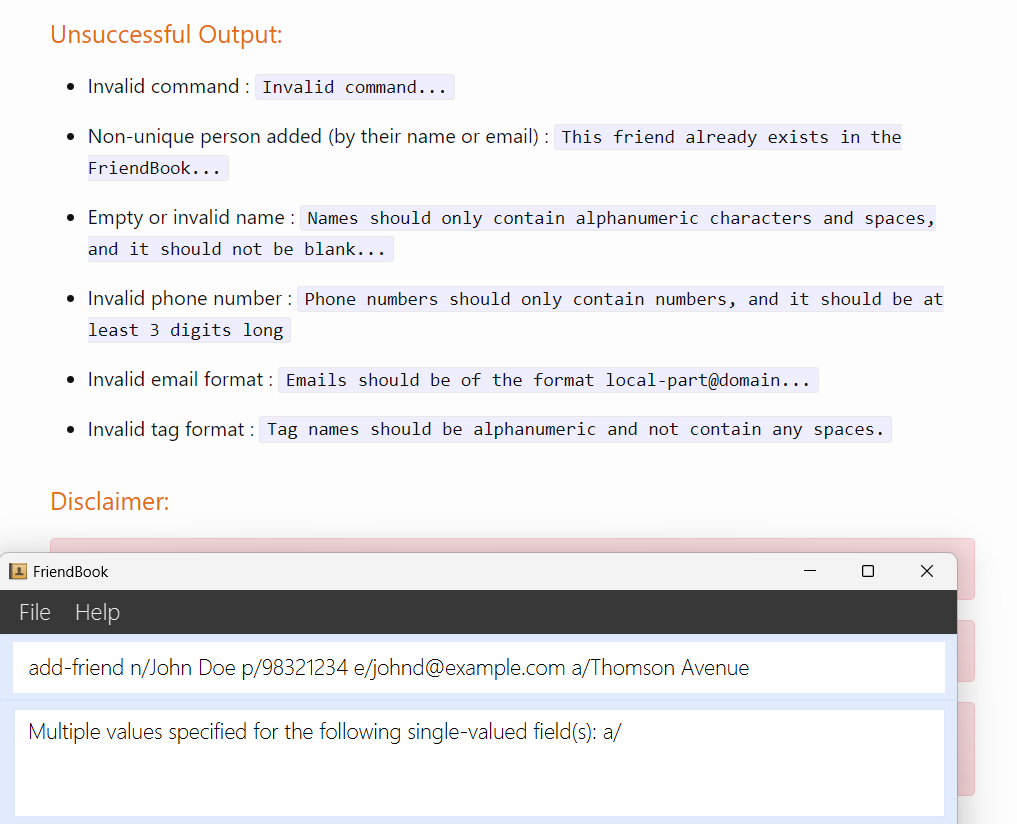 Unsuccessful Output:
Invalid command : Invalid command...
Non-unique person added (by their name or email) : This friend already exists in the
FriendBook...
Empty or invalid name : Names should only contain alphanumeric characters and spaces,
and it should not be blank...
Invalid phone number : Phone numbers should only contain numbers, and it should be at
least 3 digits long
Invalid email format : Emails should be of the format local-part@domain...
Invalid tag format : Tag names should be alphanumeric and not contain any spaces.
Disclaimer:
FriendBook
File Help
add-friend n/John Doe p/98321234 e/johnd@example.com a/Thomson Avenue
Multiple values specified for the following single-valued field(s): a/